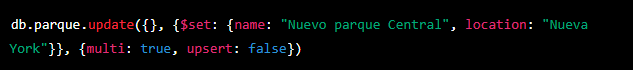 db.parque.update({}, {$set: {name: "Nuevo parque Central", location: "Nueva
York"}}, {multi: true, upsert: false})